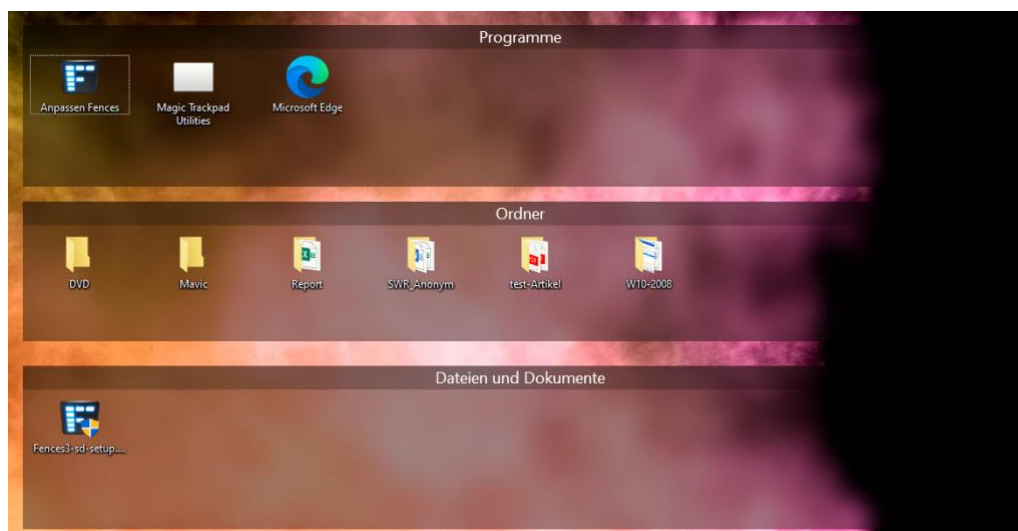 Programme
Anpassen Fences
Magic Trackpad
Utilities
Microsoft Edge
Ordner
DVD
Mavic
Report
SWR_Anonym
test-Artikel
W10-2008
Dateien und Dokumente
Fences3-sd-setup....